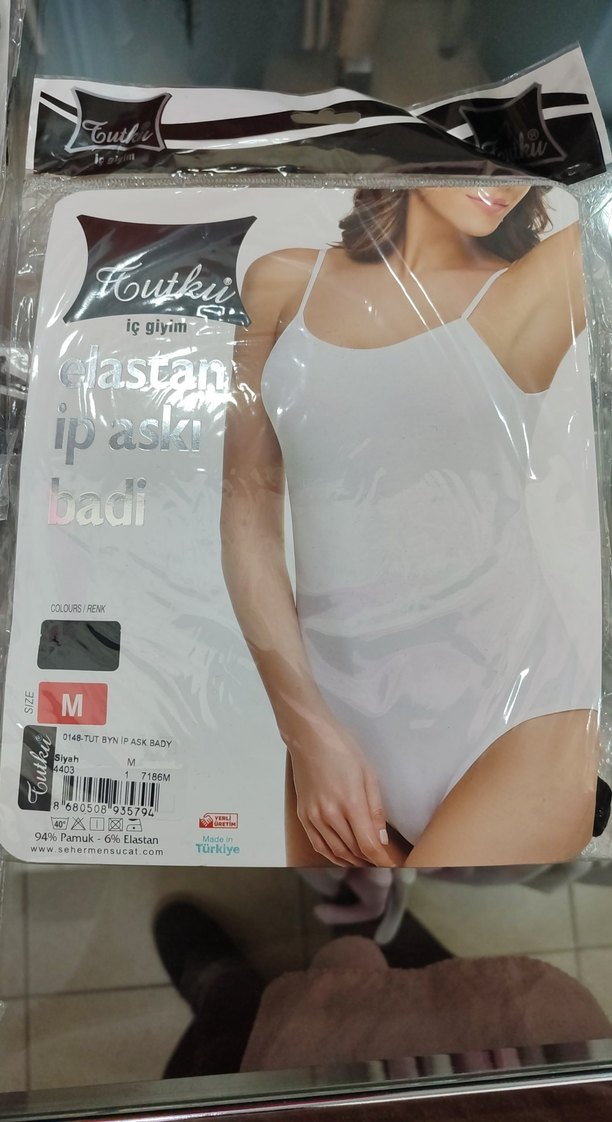 Tutku
iç giyim
Tutku®
Tutku®
iç giyim
elastan
ip askı
badi
COLOURS / RENK
SIZE
M
0148-TUT BYN İP ASK BADY
Siyah M
4403 1 7186M
8 680508 935794
Tutku
40°
YERLİ
ÜRETİM
94% Pamuk - 6% Elastan
Made in
Türkiye
www.sehermensucat.com